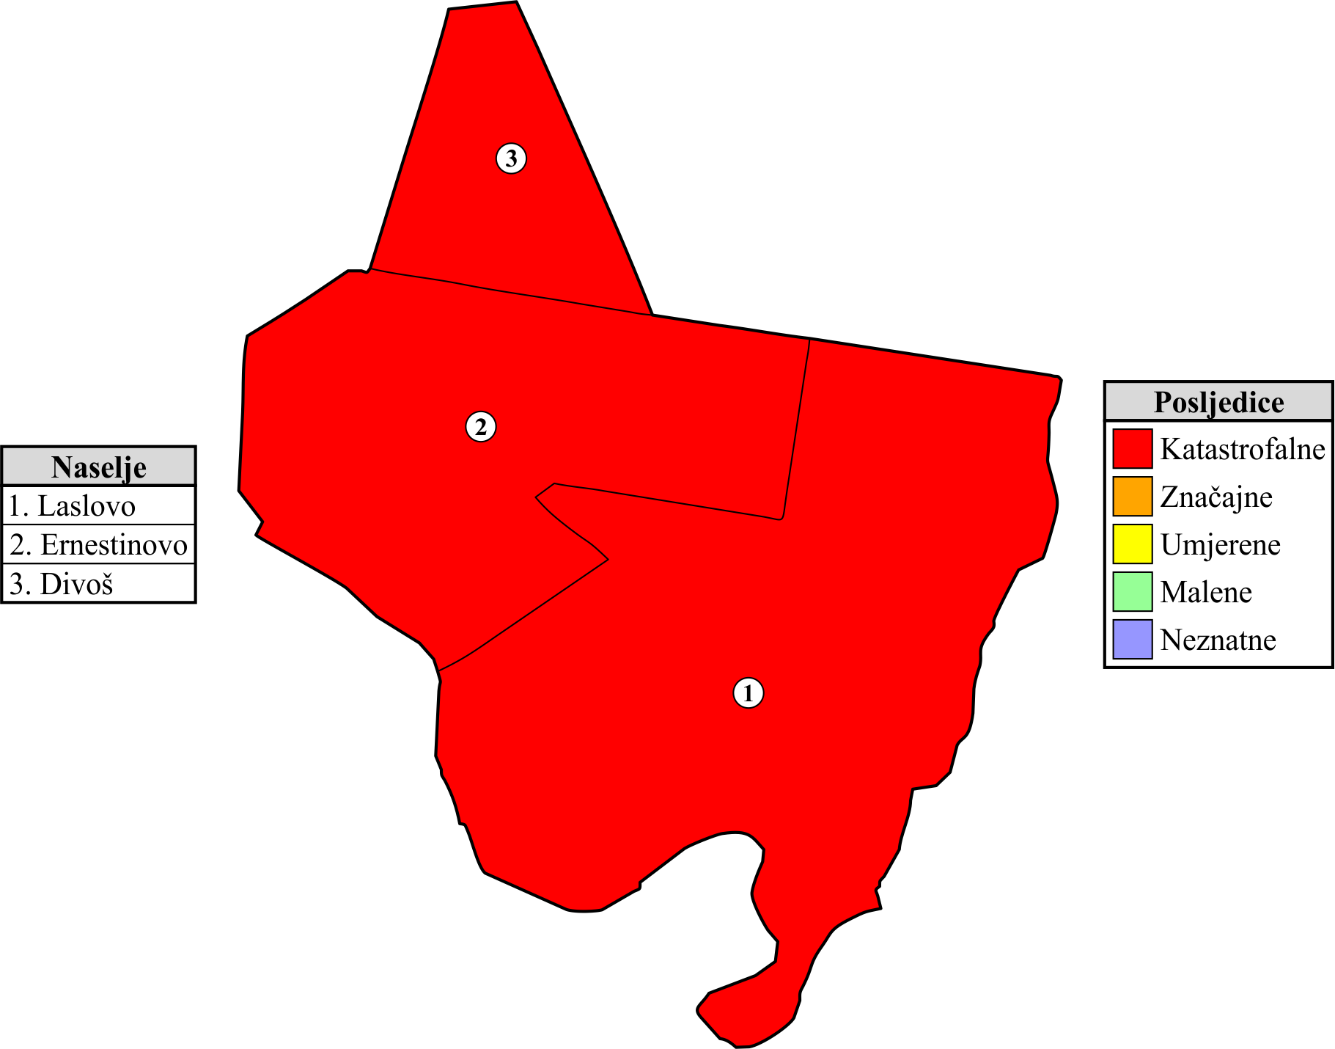 3
2
1
Naselje
1. Laslovo
2. Ernestinovo
3. Divoš
Posljedice
Katastrofalne
Značajne
Umjerene
Malene
Neznatne